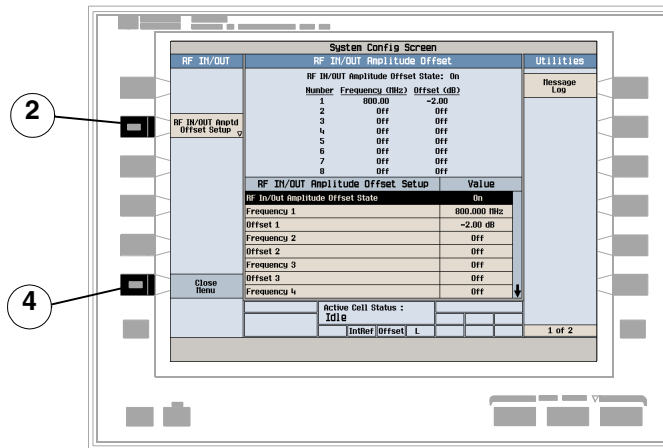 System Config Screen
RF IN/OUT
RF IN/OUT Amplitude Offset
Utilities
RF IN/OUT Amplitude Offset State: On
Number Frequency (MHz) Offset (dB)
1 800.00 -2.00
2 Off Off
3 Off Off
4 Off Off
5 Off Off
6 Off Off
7 Off Off
8 Off Off
Message
Log
2
RF IN/OUT Amptd
Offset Setup
RF IN/OUT Amplitude Offset Setup Value
RF In/Out Amplitude Offset State On
Frequency 1 800.000 MHz
Offset 1 -2.00 dB
Frequency 2 Off
Offset 2 Off
Frequency 3 Off
Offset 3 Off
Frequency 4 Off
4
Close
Menu
Active Cell Status :
Idle
IntRef Offset L
1 of 2